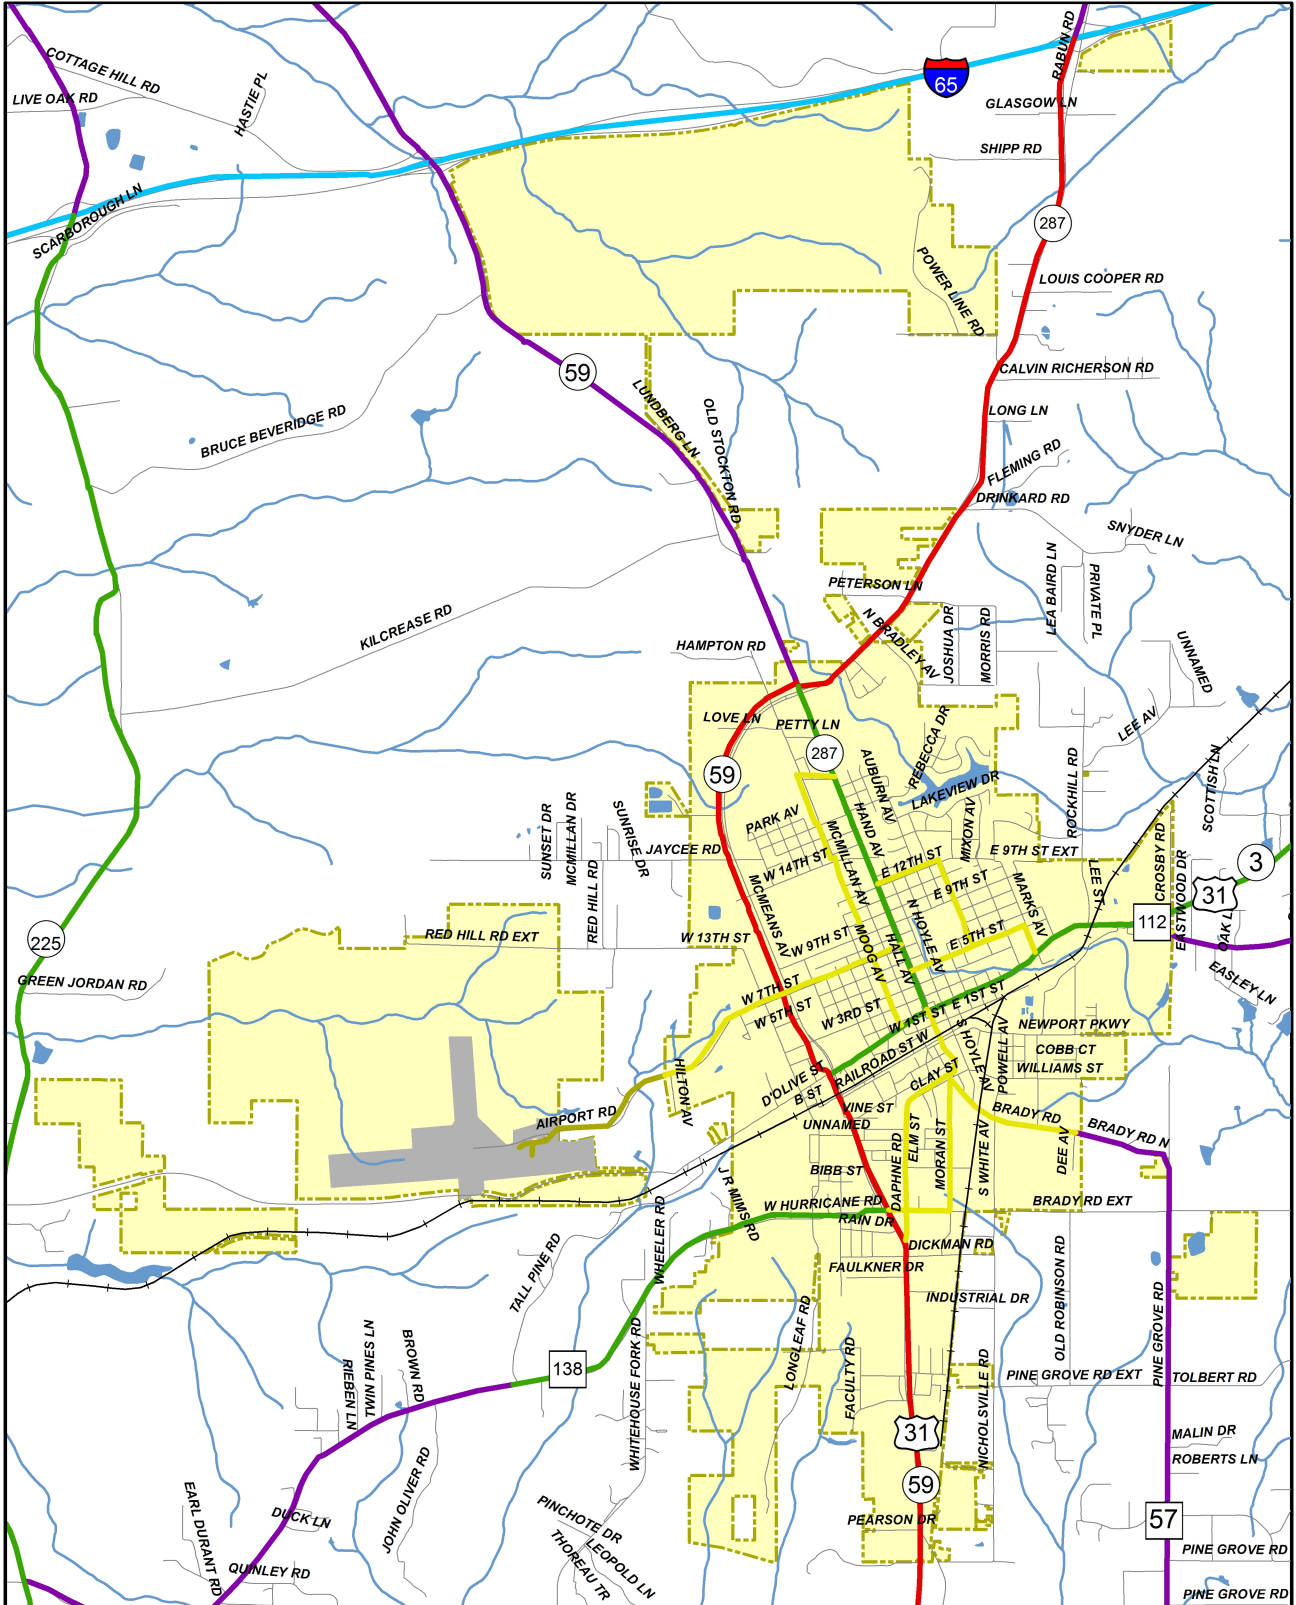 COTTAGE HILL RD
LIVE OAK RD
HASTIE PL
SCARBOROUGH LN
65
RABUN RD
GLASGOW LN
SHIPP RD
287
POWER LINE RD
LOUIS COOPER RD
CALVIN RICHERSON RD
LONG LN
FLEMING RD
DRINKARD RD
SNYDER LN
59
LUNDBERG LN
OLD STOCKTON RD
BRUCE BEVERIDGE RD
KILCREASE RD
PETERSON LN
N BRADLEY AV
JOSHUA DR
MORRIS RD
LEA BAIRD LN
PRIVATE PL
UNNAMED
HAMPTON RD
LOVE LN
PETTY LN
287
59
AUBURN AV
REBECCA DR
LAKEVIEW DR
LEE AV
ROCKHILL RD
SCOTTISH LN
SUNSET DR
MCMILLAN DR
RED HILL RD
SUNRISE DR
JAYCEE RD
PARK AV
W 14TH ST
MCMILLAN AV
HAND AV
E 12TH ST
MIXON AV
E 9TH ST EXT
E 9TH ST
MARKS AV
LEE ST
CROSBY RD
EASTWOOD DR
31
3
112
OAK L
EASLEY LN
225
GREEN JORDAN RD
RED HILL RD EXT
W 13TH ST
MCMEANS AV
W 9TH ST
MOOG AV
HALL AV
N HOYLE AV
E 5TH ST
W 7TH ST
W 5TH ST
W 3RD ST
W 1ST ST
E 1ST ST
RAILROAD ST W
S HOYLE AV
POWELL AV
NEWPORT PKWY
COBB CT
WILLIAMS ST
CLAY ST
D'OLIVE ST
B ST
HILTON AV
AIRPORT RD
VINE ST
UNNAMED
BIBB ST
DAPHNE RD
ELM ST
MORAN ST
S WHITE AV
BRADY RD
DEE AV
BRADY RD N
BRADY RD EXT
J R MIMS RD
W HURRICANE RD
RAIN DR
DICKMAN RD
FAULKNER DR
INDUSTRIAL DR
WHEELER RD
TALL PINE RD
WHITEHOUSE FORK RD
LONGLEAF RD
FACULTY RD
OLD ROBINSON RD
PINE GROVE RD
PINE GROVE RD EXT
TOLBERT RD
NICHOLSVILLE RD
MALIN DR
ROBERTS LN
138
RIEBEN LN
TWIN PINES LN
BROWN RD
JOHN OLIVER RD
EARL DURANT RD
DUCK LN
QUINLEY RD
PINCHOTE DR
LEOPOLD LN
THOREAU TR
31
59
PEARSON DR
57
PINE GROVE RD
PINE GROVE RD